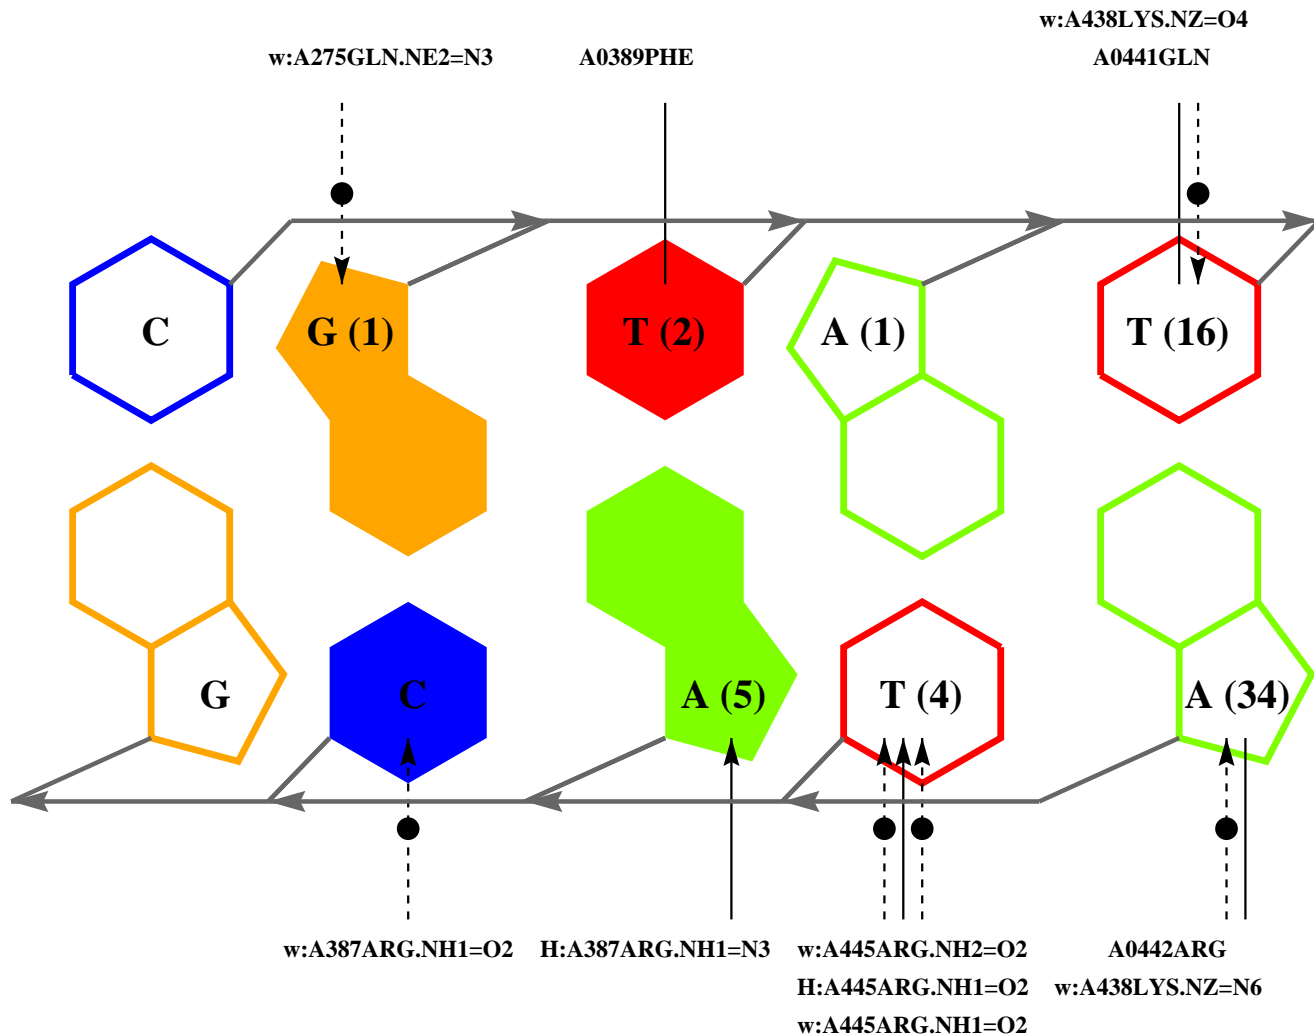 w:A438LYS.NZ=O4
w:A275GLN.NE2=N3 A0389PHE A0441GLN
C G (1) T (2) A (1) T (16)
G C A (5) T (4) A (34)
w:A387ARG.NH1=O2 H:A387ARG.NH1=N3 w:A445ARG.NH2=O2 A0442ARG
H:A445ARG.NH1=O2 w:A438LYS.NZ=N6
w:A445ARG.NH1=O2